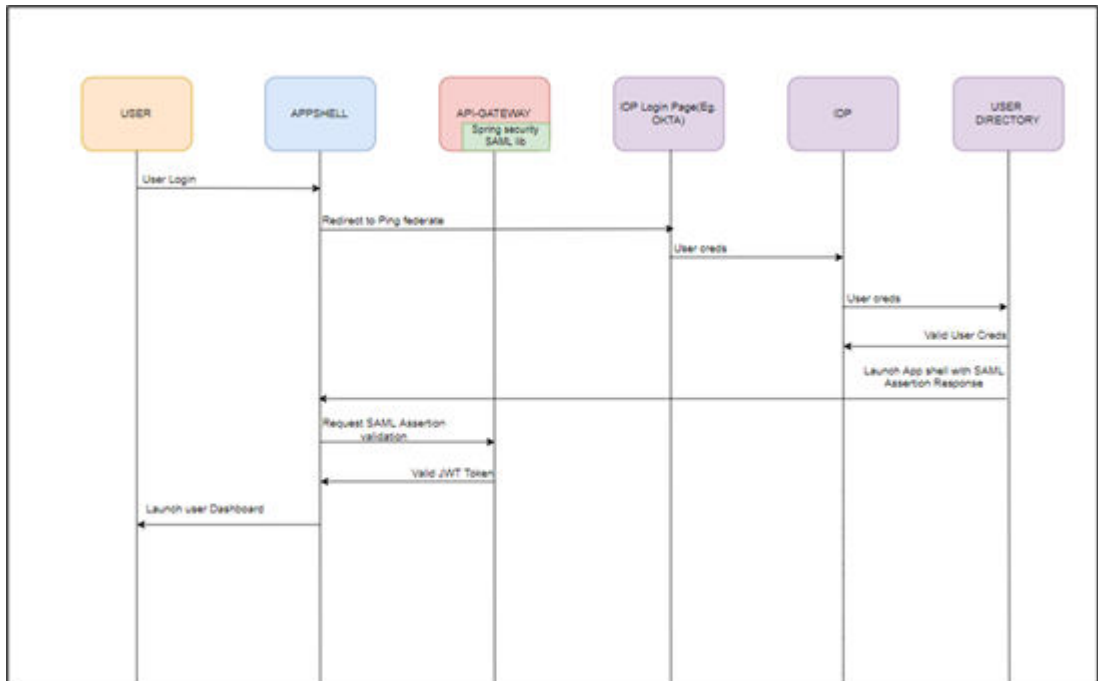 USER
APPSHELL
API-GATEWAY
Spring security
SAML lib
IDP Login Page(Eg.
OKTA)
IDP
USER
DIRECTORY
User Login
Redirect to Ping federate
User creds
User creds
Valid User Creds
Launch App shell with SAML
Assertion Response
Request SAML Assertion
validation
Valid JWT Token
Launch user Dashboard